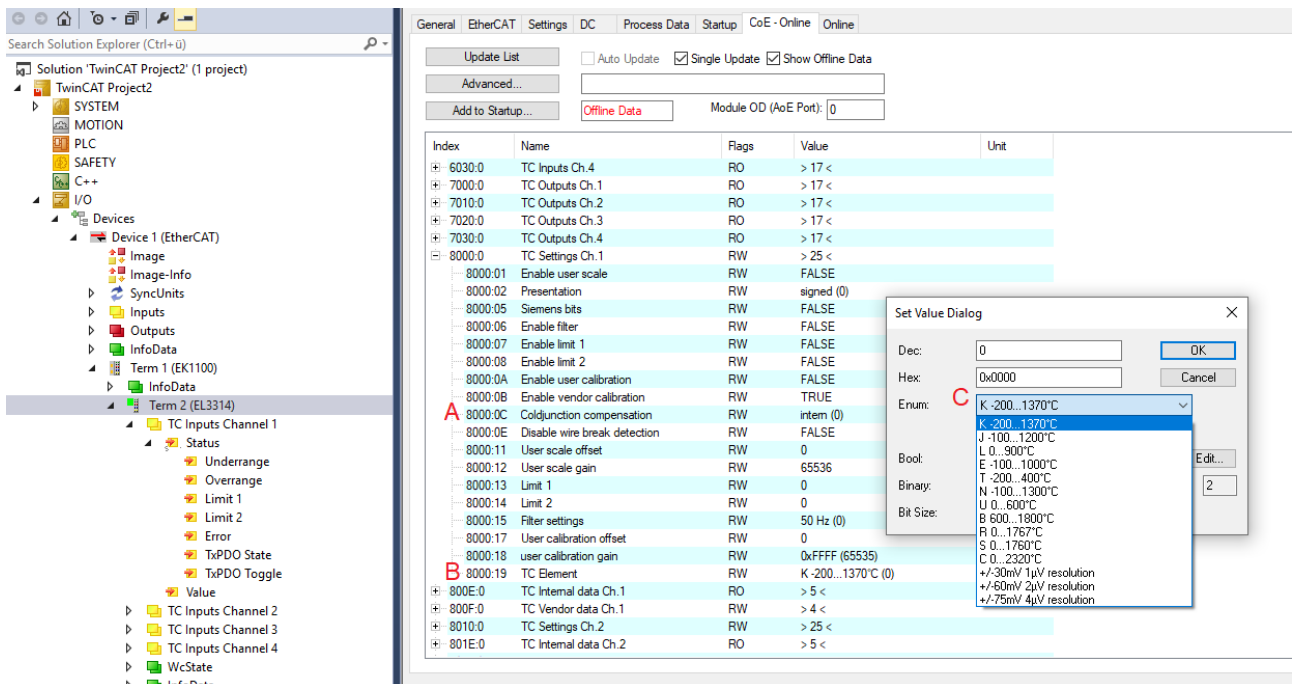 Search Solution Explorer (Ctrl+ü)
Solution 'TwinCAT Project2' (1 project)
TwinCAT Project2
SYSTEM
MOTION
PLC
SAFETY
C++
I/O
Devices
Device 1 (EtherCAT)
Image
Image-Info
SyncUnits
Inputs
Outputs
InfoData
Term 1 (EK1100)
InfoData
Term 2 (EL3314)
TC Inputs Channel 1
Status
Underrange
Overrange
Limit 1
Limit 2
Error
TxPDO State
TxPDO Toggle
Value
TC Inputs Channel 2
TC Inputs Channel 3
TC Inputs Channel 4
WcState
InfoData
General EtherCAT Settings DC Process Data Startup CoE - Online Online
Update List Auto Update Single Update Show Offline Data
Advanced...
Add to Startup... Offline Data Module OD (AoE Port): 0
Index Name Flags Value Unit
6030:0 TC Inputs Ch.4 RO > 17 <
7000:0 TC Outputs Ch.1 RO > 17 <
7010:0 TC Outputs Ch.2 RO > 17 <
7020:0 TC Outputs Ch.3 RO > 17 <
7030:0 TC Outputs Ch.4 RO > 17 <
8000:0 TC Settings Ch.1 RW > 25 <
8000:01 Enable user scale RW FALSE
8000:02 Presentation RW signed (0)
8000:05 Siemens bits RW FALSE
8000:06 Enable filter RW FALSE
8000:07 Enable limit 1 RW FALSE
8000:08 Enable limit 2 RW FALSE
8000:0A Enable user calibration RW FALSE
8000:0B Enable vendor calibration RW TRUE
A 8000:0C Coldjunction compensation RW intern (0)
8000:0E Disable wire break detection RW FALSE
8000:11 User scale offset RW 0
8000:12 User scale gain RW 65536
8000:13 Limit 1 RW 0
8000:14 Limit 2 RW 0
8000:15 Filter settings RW 50 Hz (0)
8000:17 User calibration offset RW 0
8000:18 user calibration gain RW 0xFFFF (65535)
B 8000:19 TC Element RW K -200...1370°C (0)
800E:0 TC Internal data Ch.1 RO > 5 <
800F:0 TC Vendor data Ch.1 RW > 4 <
8010:0 TC Settings Ch.2 RW > 25 <
801E:0 TC Internal data Ch.2 RO > 5 <
Set Value Dialog
Dec: 0 OK
Hex: 0x0000 Cancel
Enum: C K -200...1370°C
K -200...1370°C
J -100...1200°C
L 0...900°C
E -100...1000°C
T -200...400°C
N -100...1300°C
U 0...600°C
B 600...1800°C
R 0...1767°C
S 0...1760°C
C 0...2320°C
+/-30mV 1µV resolution
+/-60mV 2µV resolution
+/-75mV 4µV resolution
Bool: Edit...
Binary: 2
Bit Size: